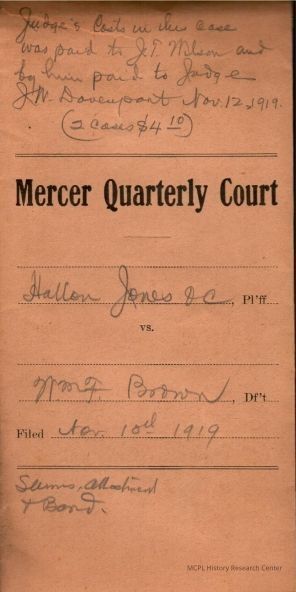 Judge's Costs in this case
was paid to J.T. Wilson and
by him paid to Judge
J.W. Davenport Nov. 12, 1919.
(2 cases $4 10)
Mercer Quarterly Court
Hallon Jones &C, Pl'ff
vs.
Wm F. Brown, Df't
Filed Nov. 10th 1919
Sums, Attachment
& Bond.
MCPL History Research Center